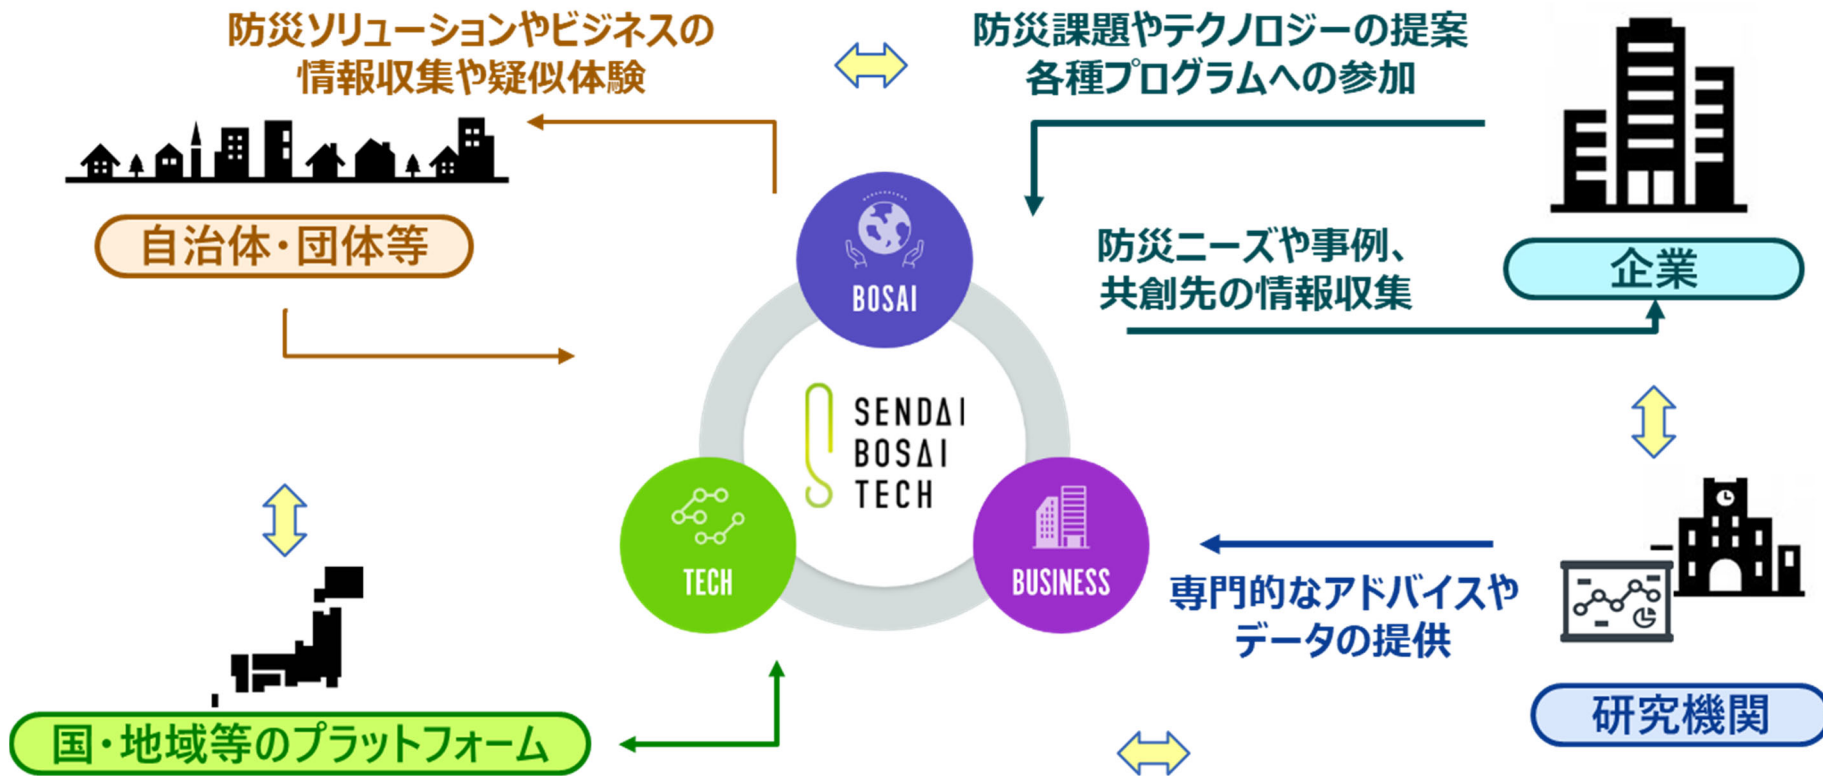 防災ソリューションやビジネスの
情報収集や疑似体験
防災課題やテクノロジーの提案
各種プログラムへの参加
自治体・団体等
防災ニーズや事例、
共創先の情報収集
企業
BOSAI
SENDAI
BOSAI
TECH
TECH
BUSINESS
専門的なアドバイスや
データの提供
国・地域等のプラットフォーム
研究機関